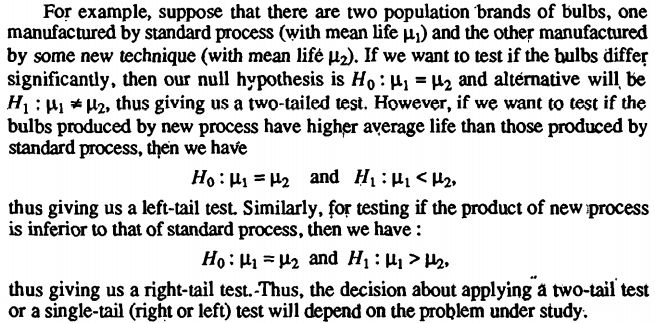 For example, suppose that there are two population brands of bulbs, one
manufactured by standard process (with mean life μ₁) and the other manufactured
by some new technique (with mean life μ₂). If we want to test if the bulbs differ
significantly, then our null hypothesis is H₀ : μ₁ = μ₂ and alternative will be
H₁ : μ₁ ≠ μ₂, thus giving us a two-tailed test. However, if we want to test if the
bulbs produced by new process have higher average life than those produced by
standard process, then we have
H₀ : μ₁ = μ₂ and H₁ : μ₁ < μ₂,
thus giving us a left-tail test. Similarly, for testing if the product of new process
is inferior to that of standard process, then we have :
H₀ : μ₁ = μ₂ and H₁ : μ₁ > μ₂,
thus giving us a right-tail test. Thus, the decision about applying a two-tail test
or a single-tail (right or left) test will depend on the problem under study.